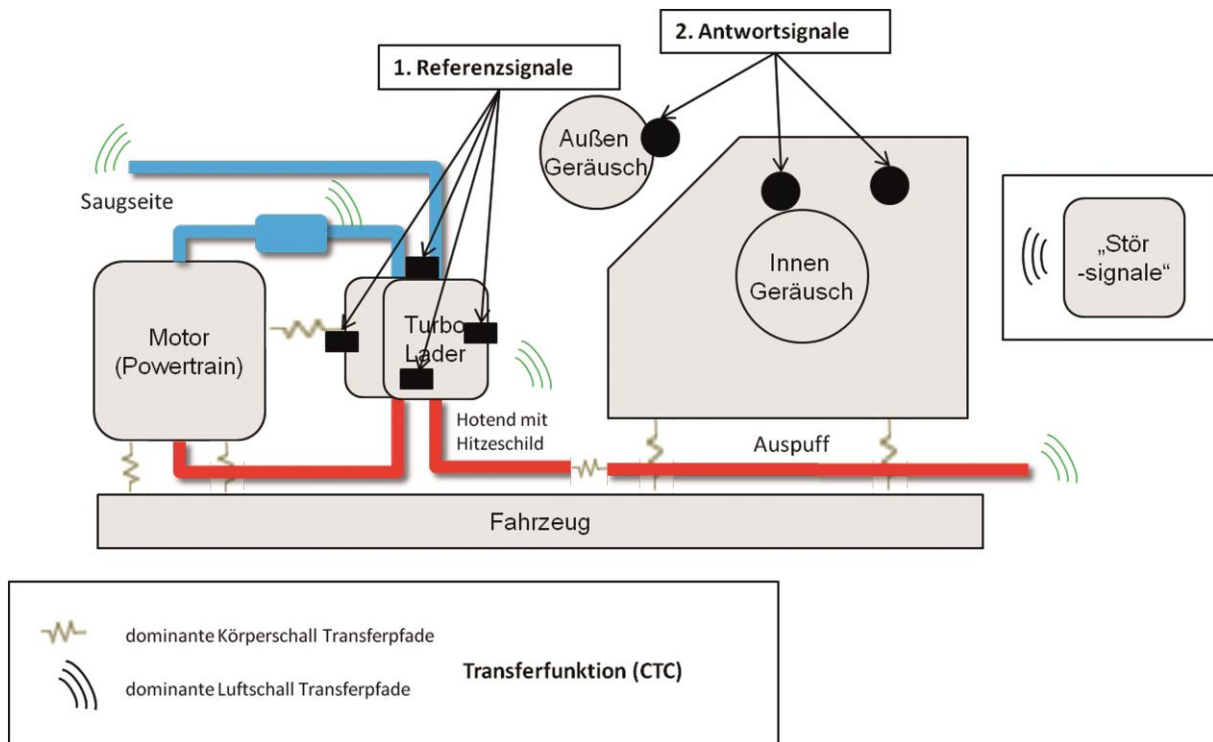 2. Antwortsignale
1. Referenzsignale
Außen
Geräusch
Saugseite
„Stör
-signale“
Innen
Geräusch
Motor
(Powertrain)
Turbo
Lader
Hotend mit
Hitzeschild
Auspuff
Fahrzeug
dominante Körperschall Transferpfade
Transferfunktion (CTC)
dominante Luftschall Transferpfade